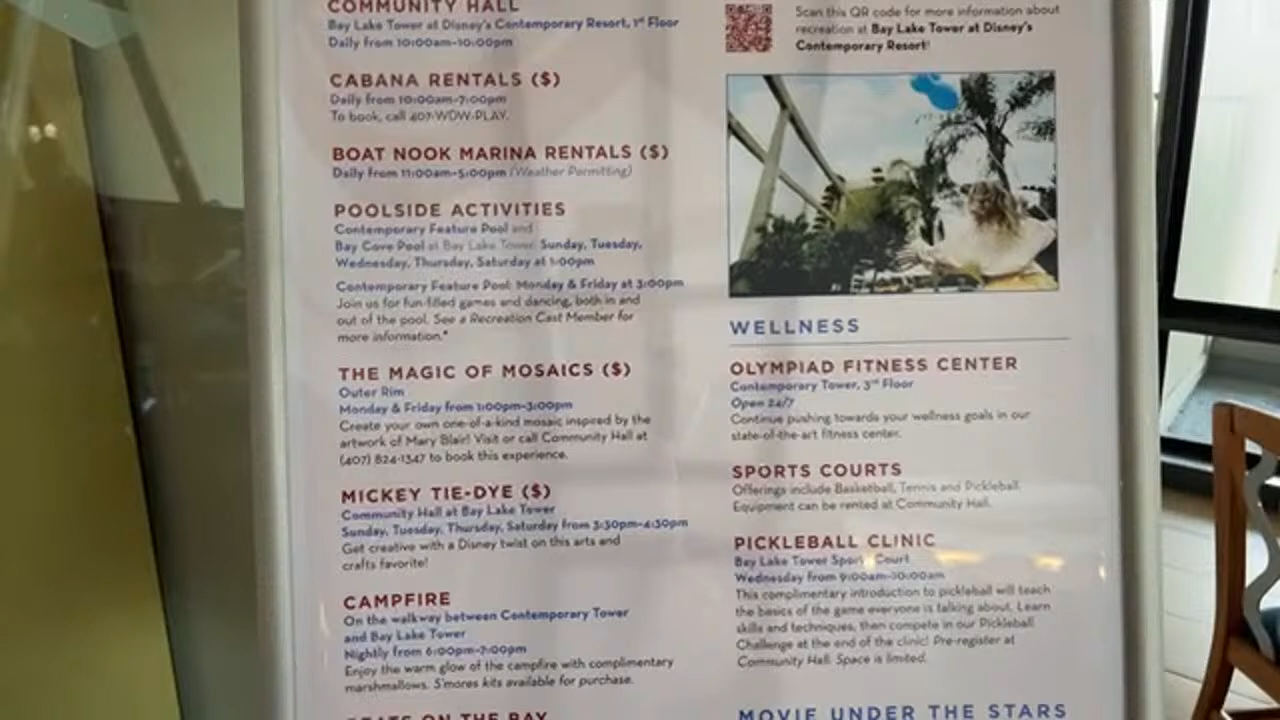 COMMUNITY HALL
Bay Lake Tower at Disney's Contemporary Resort, 1st Floor
Daily from 10:00am-10:00pm
CABANA RENTALS ($)
Daily from 10:00am-7:00pm
To book, call 407-WDW-PLAY.
BOAT NOOK MARINA RENTALS ($)
Daily from 11:00am-5:00pm (Weather Permitting)
POOLSIDE ACTIVITIES
Contemporary Feature Pool and
Bay Cove Pool at Bay Lake Tower: Sunday, Tuesday,
Wednesday, Thursday, Saturday at 1:00pm
Contemporary Feature Pool: Monday & Friday at 3:00pm
Join us for fun-filled games and dancing, both in and
out of the pool. See a Recreation Cast Member for
more information.*
THE MAGIC OF MOSAICS ($)
Outer Rim
Monday & Friday from 1:00pm-3:00pm
Create your own one-of-a-kind mosaic inspired by the
artwork of Mary Blair! Visit or call Community Hall at
(407) 824-1347 to book this experience.
MICKEY TIE-DYE ($)
Community Hall at Bay Lake Tower
Sunday, Tuesday, Thursday, Saturday from 3:30pm-4:30pm
Get creative with a Disney twist on this arts and
crafts favorite!
CAMPFIRE
On the walkway between Contemporary Tower
and Bay Lake Tower
Nightly from 6:00pm-7:00pm
Enjoy the warm glow of the campfire with complimentary
marshmallows. S'mores kits available for purchase.
BEATS ON THE BAY
Scan this QR code for more information about
recreation at Bay Lake Tower at Disney's
Contemporary Resort!
WELLNESS
OLYMPIAD FITNESS CENTER
Contemporary Tower, 3rd Floor
Open 24/7
Continue pushing towards your wellness goals in our
state-of-the-art fitness center.
SPORTS COURTS
Offerings include Basketball, Tennis and Pickleball.
Equipment can be rented at Community Hall.
PICKLEBALL CLINIC
Bay Lake Tower Sport Court
Wednesday from 9:00am-10:00am
This complimentary introduction to pickleball will teach
the basics of the game everyone is talking about. Learn
skills and techniques, then compete in our Pickleball
Challenge at the end of the clinic! Pre-register at
Community Hall. Space is limited.
MOVIE UNDER THE STARS